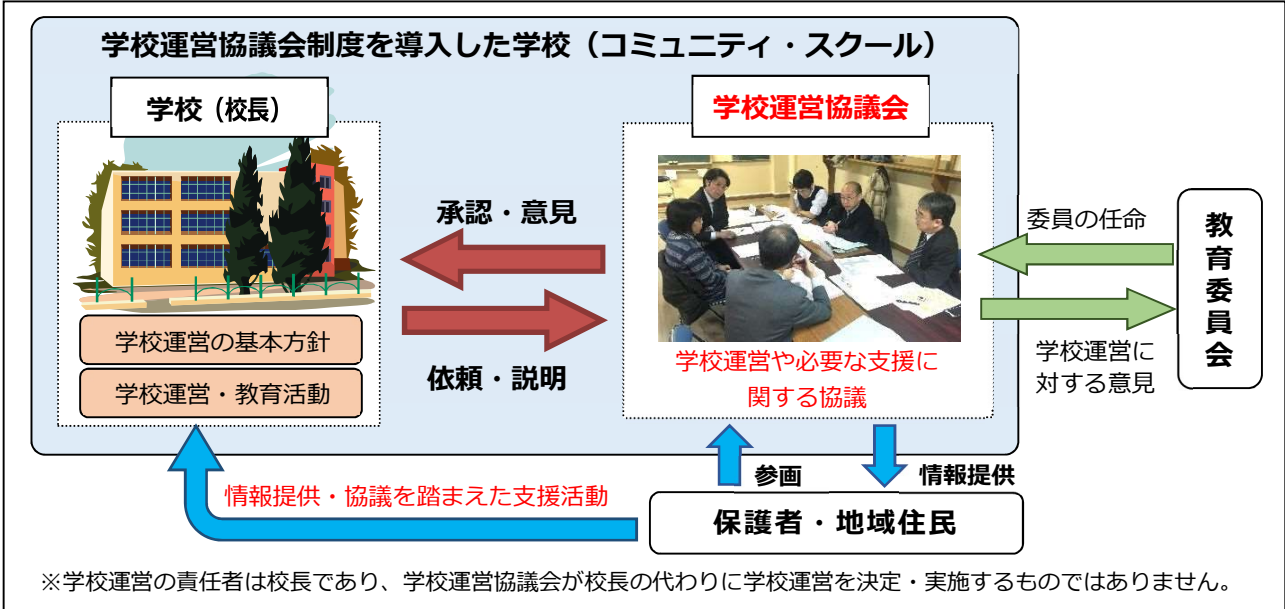 学校運営協議会制度を導入した学校（コミュニティ・スクール）
学校（校長）
学校運営協議会
承認・意見
依頼・説明
学校運営の基本方針
学校運営・教育活動
学校運営や必要な支援に
関する協議
委員の任命
学校運営に
対する意見
教育委員会
参画
情報提供
情報提供・協議を踏まえた支援活動
保護者・地域住民
※学校運営の責任者は校長であり、学校運営協議会が校長の代わりに学校運営を決定・実施するものではありません。